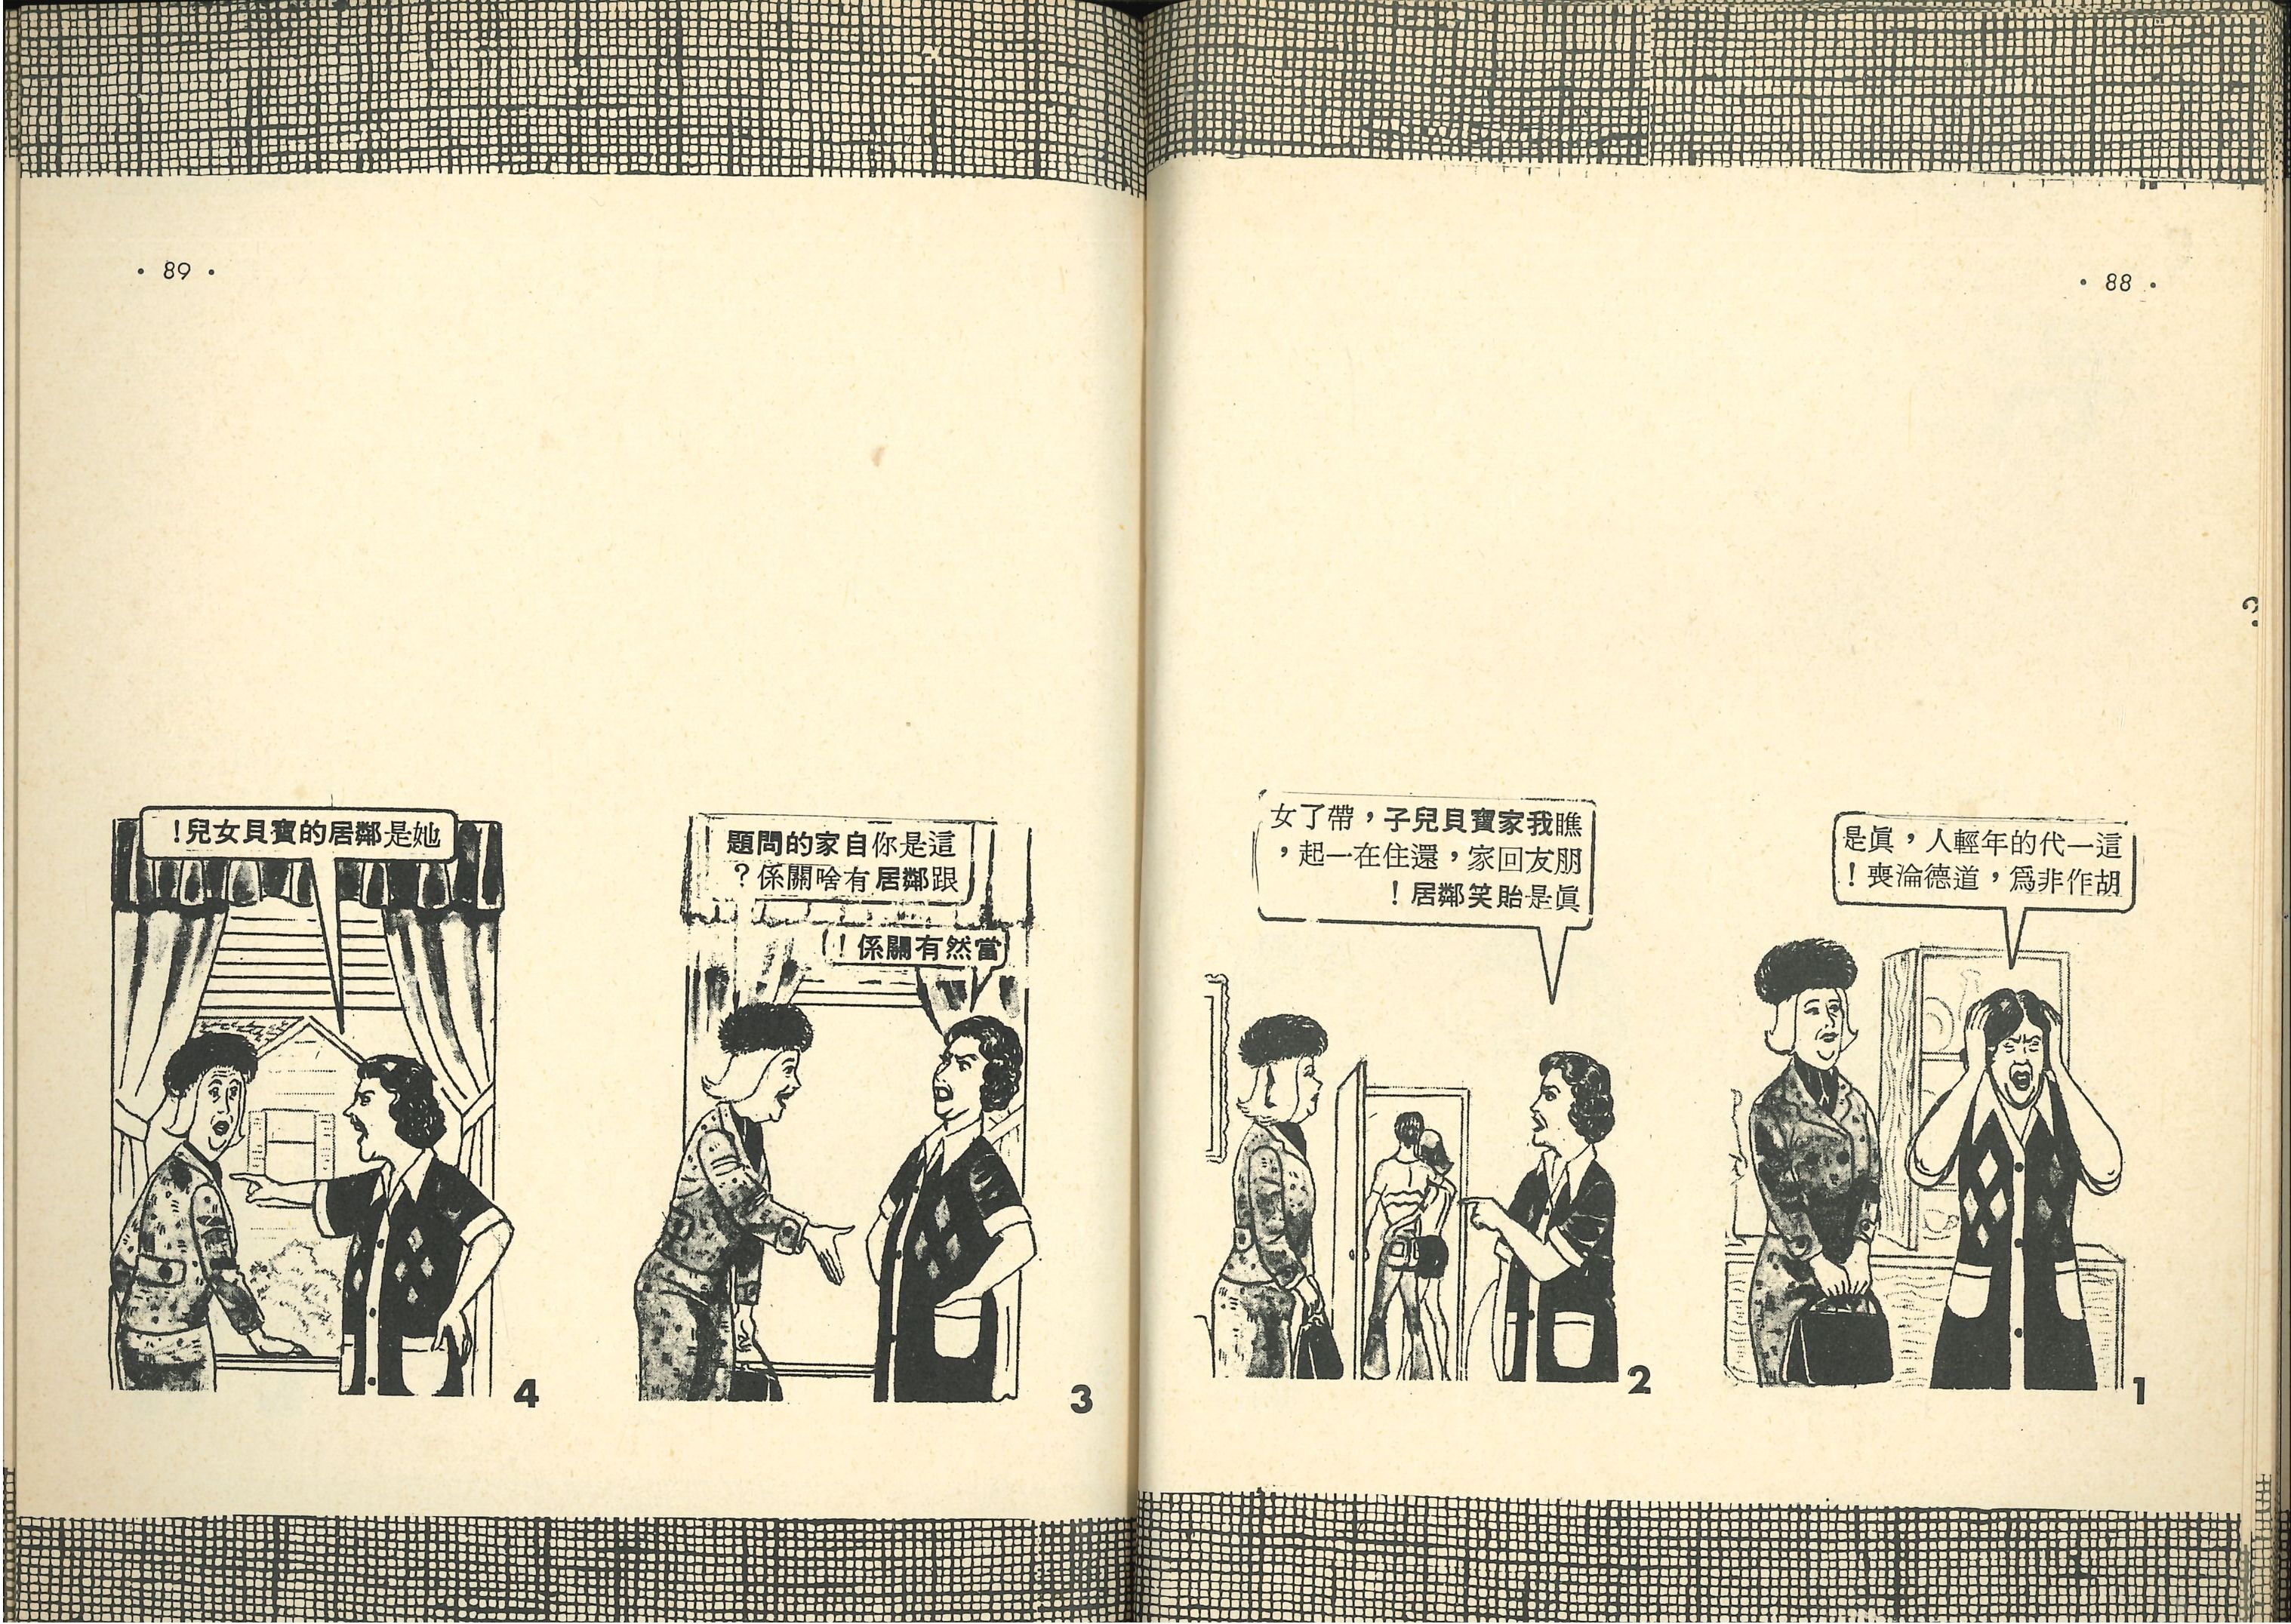 • 88 •
這一代的年輕人，眞是
胡作非爲，道德淪喪！
1
瞧我家寶貝兒子，帶了女
朋友回家，還住在一起，
眞是貽笑鄰居！
2
• 89 •
這是你自家的問題
跟鄰居有啥關係？
當然有關係！
3
她是鄰居的寶貝女兒！
4